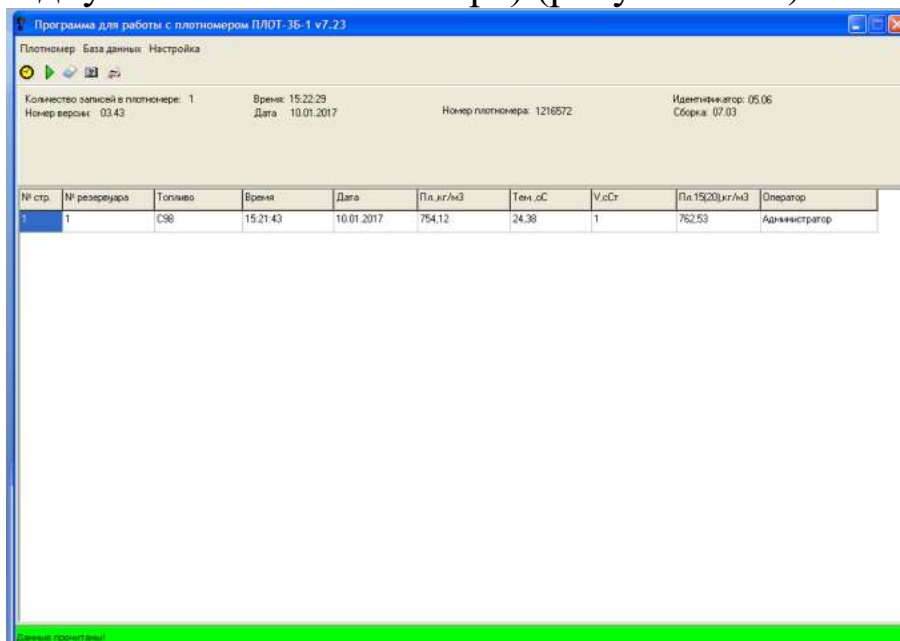 Программа для работы с плотномером ПЛОТ-3Б-1 v7.23
Плотномер База данных Настройка
Количество записей в плотномере: 1 Время: 15:22:29 Номер плотномера: 1216572 Идентификатор: 05.06
Номер версии: 03.43 Дата 10.01.2017 Сборка: 07.03
№ стр. № резервуара Топливо Время Дата Пл.,кг/м3 Тем.,оС V,сСт Пл.15(20),кг/м3 Оператор
1 1 С98 15:21:43 10.01.2017 754,12 24,38 1 762,53 Администратор
Данные прочитаны!